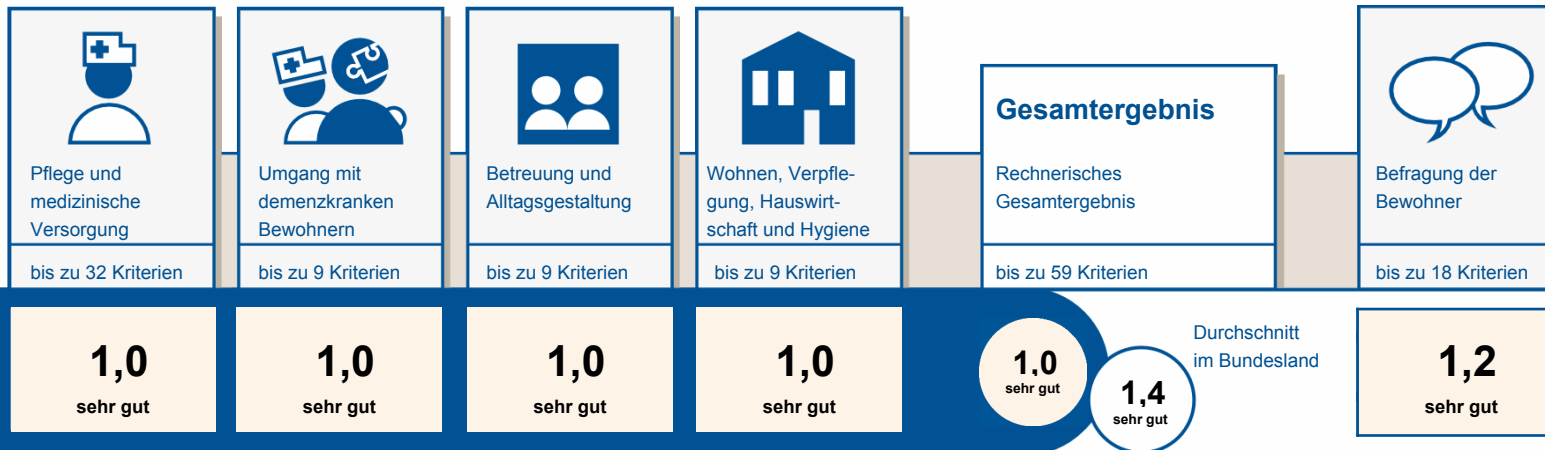 Pflege und
medizinische
Versorgung
bis zu 32 Kriterien
1,0
sehr gut
Umgang mit
demenzkranken
Bewohnern
bis zu 9 Kriterien
1,0
sehr gut
Betreuung und
Alltagsgestaltung
bis zu 9 Kriterien
1,0
sehr gut
Wohnen, Verpfle-
gung, Hauswirt-
schaft und Hygiene
bis zu 9 Kriterien
1,0
sehr gut
Gesamtergebnis
Rechnerisches
Gesamtergebnis
bis zu 59 Kriterien
1,0
sehr gut
1,4
sehr gut
Durchschnitt
im Bundesland
Befragung der
Bewohner
bis zu 18 Kriterien
1,2
sehr gut